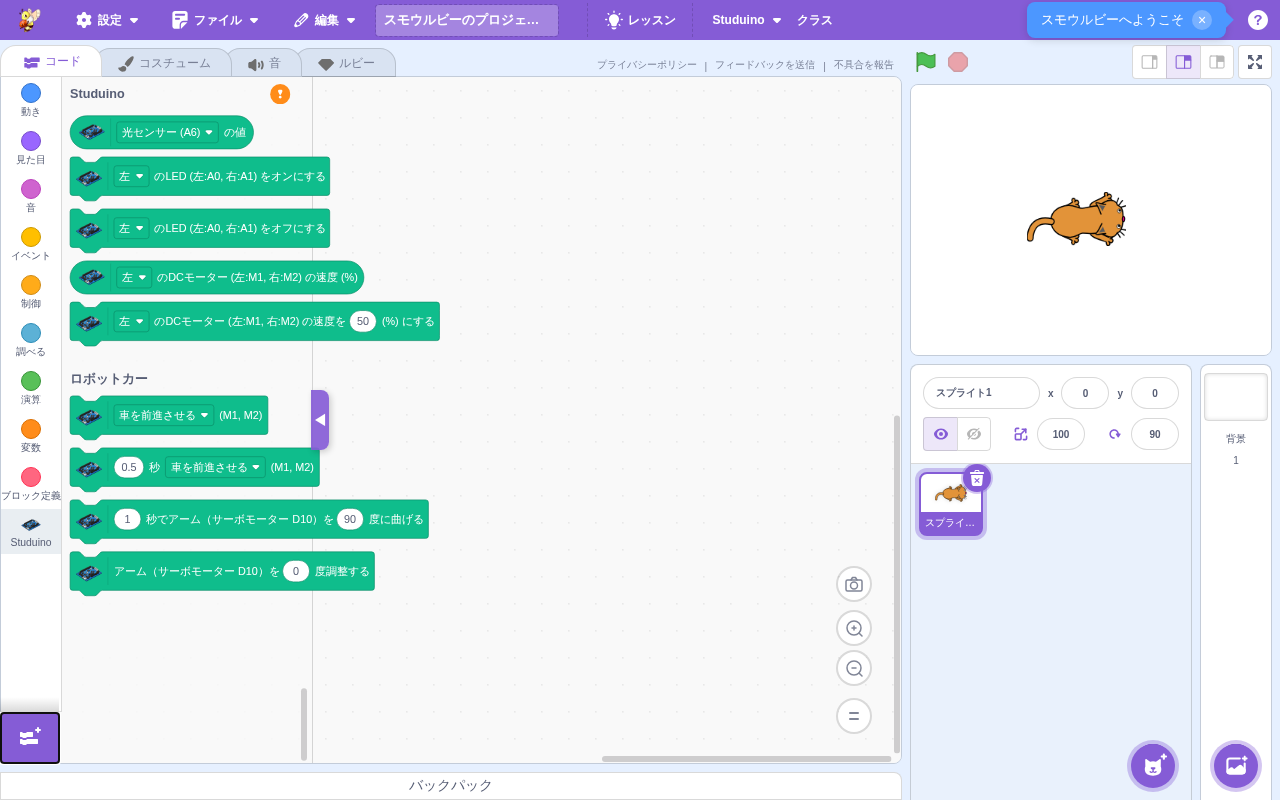 設定
ファイル
編集
スモウルビーのプロジェ…
レッスン
Studuino
クラス
スモウルビーへようこそ
コード
コスチューム
音
ルビー
プライバシーポリシー | フィードバックを送信 | 不具合を報告
動き
見た目
音
イベント
制御
調べる
演算
変数
ブロック定義
Studuino
Studuino
光センサー (A6) の値
左 のLED (左:A0, 右:A1) をオンにする
左 のLED (左:A0, 右:A1) をオフにする
左 のDCモーター (左:M1, 右:M2) の速度 (%)
左 のDCモーター (左:M1, 右:M2) の速度を 50 (%) にする
ロボットカー
車を前進させる (M1, M2)
0.5 秒 車を前進させる (M1, M2)
1 秒でアーム（サーボモーター D10）を 90 度に曲げる
アーム（サーボモーター D10）を 0 度調整する
バックパック
スプライト1 x 0 y 0
100 90
スプライ…
背景
1